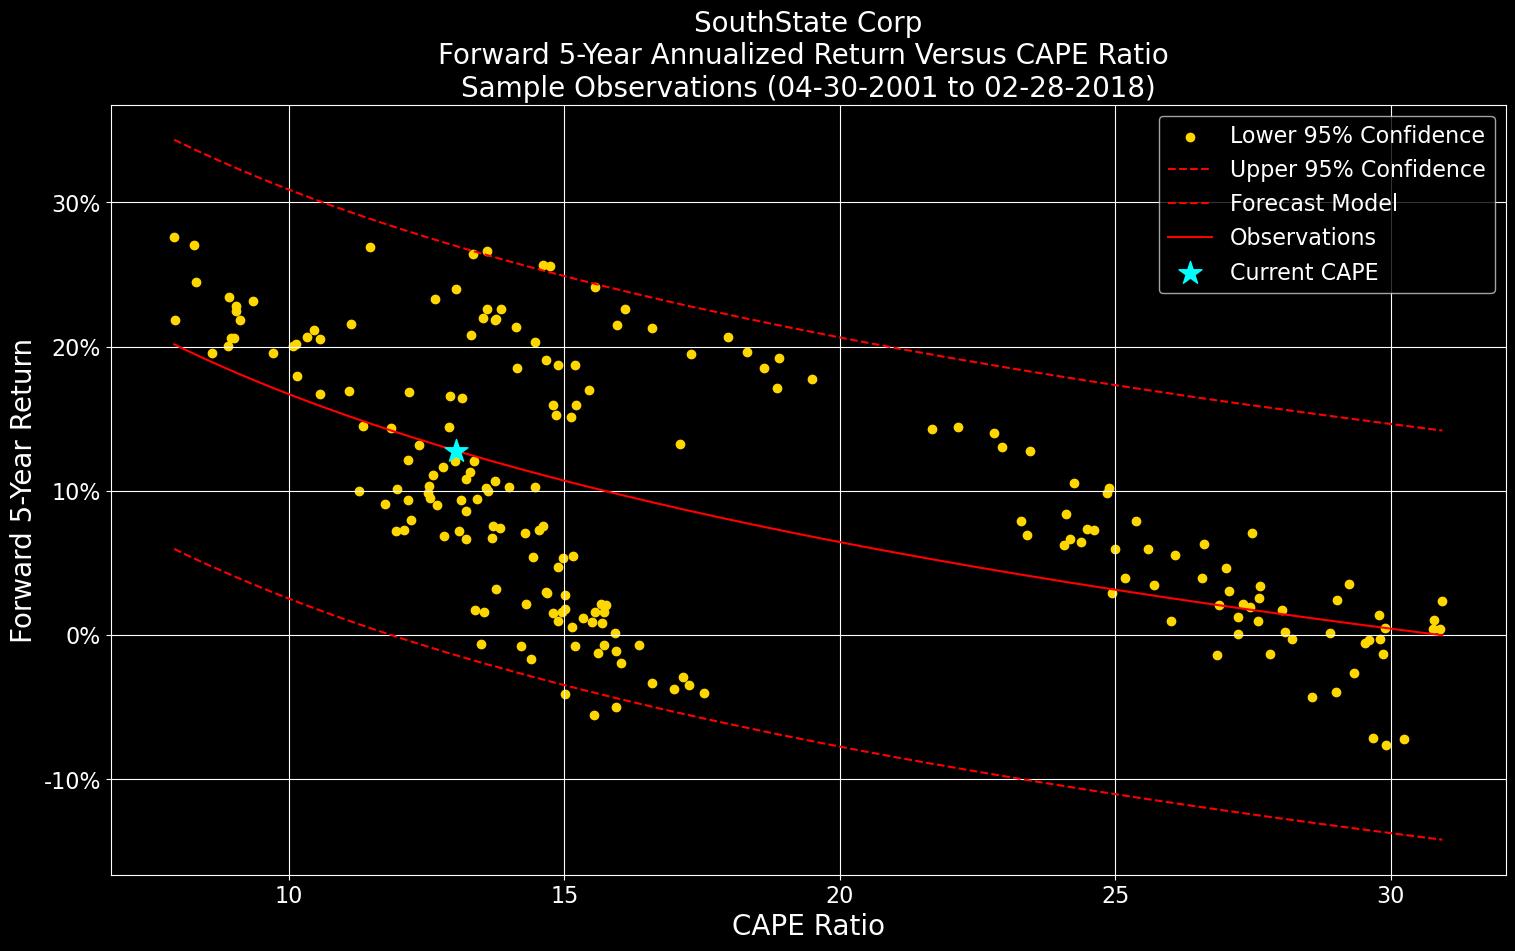 SouthState Corp
Forward 5-Year Annualized Return Versus CAPE Ratio
Sample Observations (04-30-2001 to 02-28-2018)
Lower 95% Confidence
Upper 95% Confidence
Forecast Model
Observations
Current CAPE
Forward 5-Year Return
30%
20%
10%
0%
-10%
10
15
20
25
30
CAPE Ratio